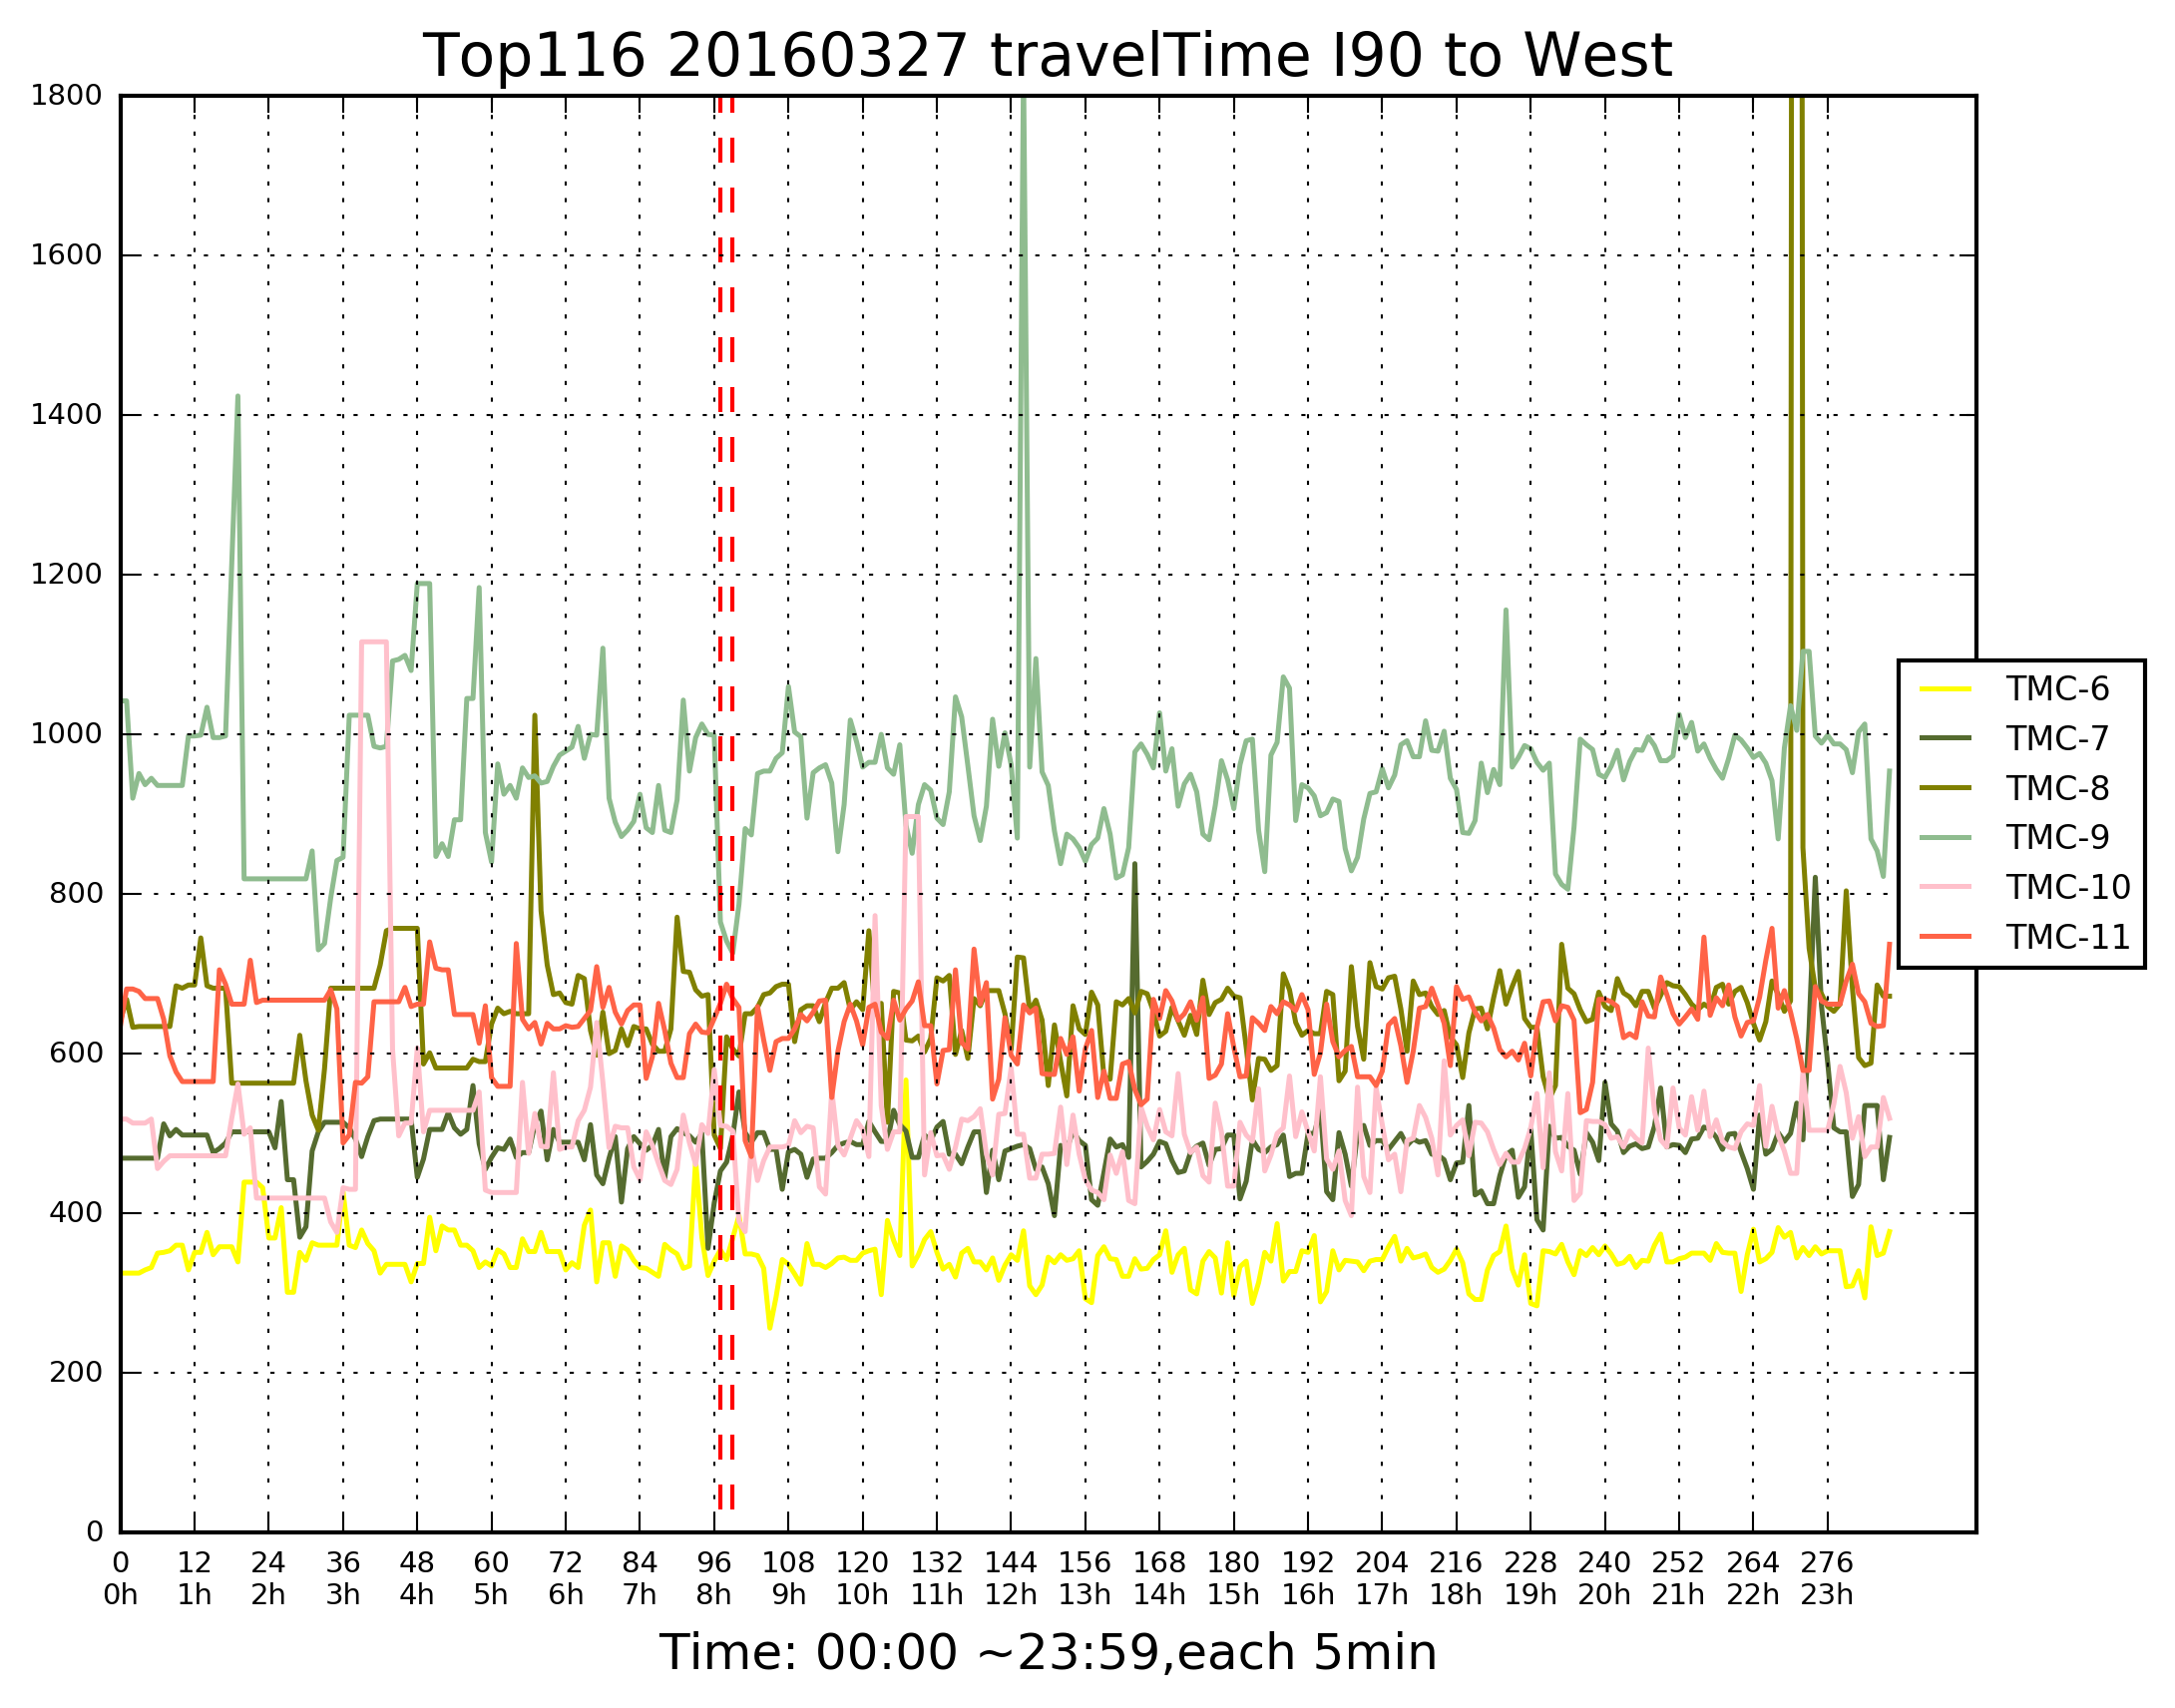 Top116 20160327 travelTime I90 to West
1800
1600
1400
1200
1000
800
600
400
200
0
TMC-6
TMC-7
TMC-8
TMC-9
TMC-10
TMC-11
0 12 24 36 48 60 72 84 96 108 120 132 144 156 168 180 192 204 216 228 240 252 264 276
0h 1h 2h 3h 4h 5h 6h 7h 8h 9h 10h 11h 12h 13h 14h 15h 16h 17h 18h 19h 20h 21h 22h 23h
Time: 00:00 ~23:59,each 5min